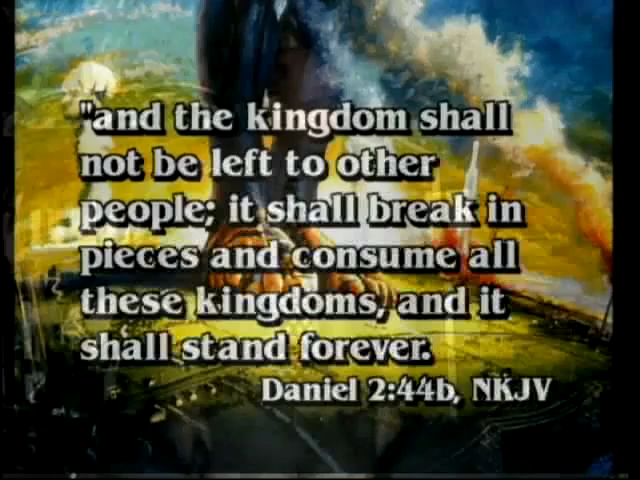 "and the kingdom shall
not be left to other
people; it shall break in
pieces and consume all
these kingdoms, and it
shall stand forever.
Daniel 2:44b, NKJV